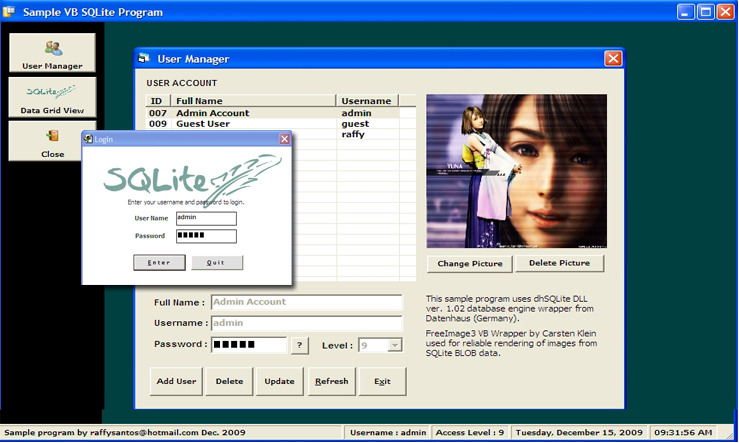 Sample VB SQLite Program
User Manager
SQLite
Data Grid View
Close
User Manager
USER ACCOUNT
ID Full Name Username
007 Admin Account admin
009 Guest User guest
raffy
YUNA
Change Picture Delete Picture
This sample program uses dhSQLite DLL
ver. 1.02 database engine wrapper from
Datenhaus (Germany).
FreeImage3 VB Wrapper by Carsten Klein
used for reliable rendering of images from
SQLite BLOB data.
Login
SQLite
Enter your username and password to login.
User Name admin
Password
Enter Quit
Full Name : Admin Account
Username : admin
Password : ? Level : 9
Add User Delete Update Refresh Exit
Sample program by raffysantos@hotmail.com Dec. 2009 Username : admin Access Level : 9 Tuesday, December 15, 2009 09:31:56 AM